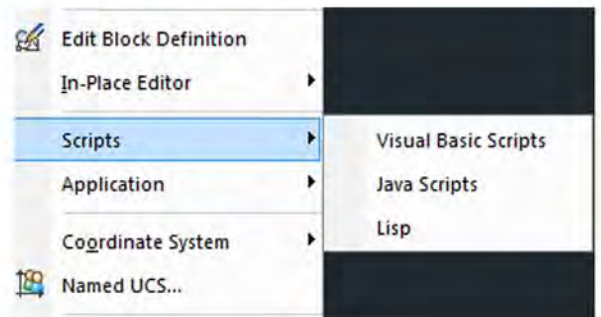 Edit Block Definition
In-Place Editor
Scripts
Visual Basic Scripts
Application
Java Scripts
Lisp
Coordinate System
Named UCS...